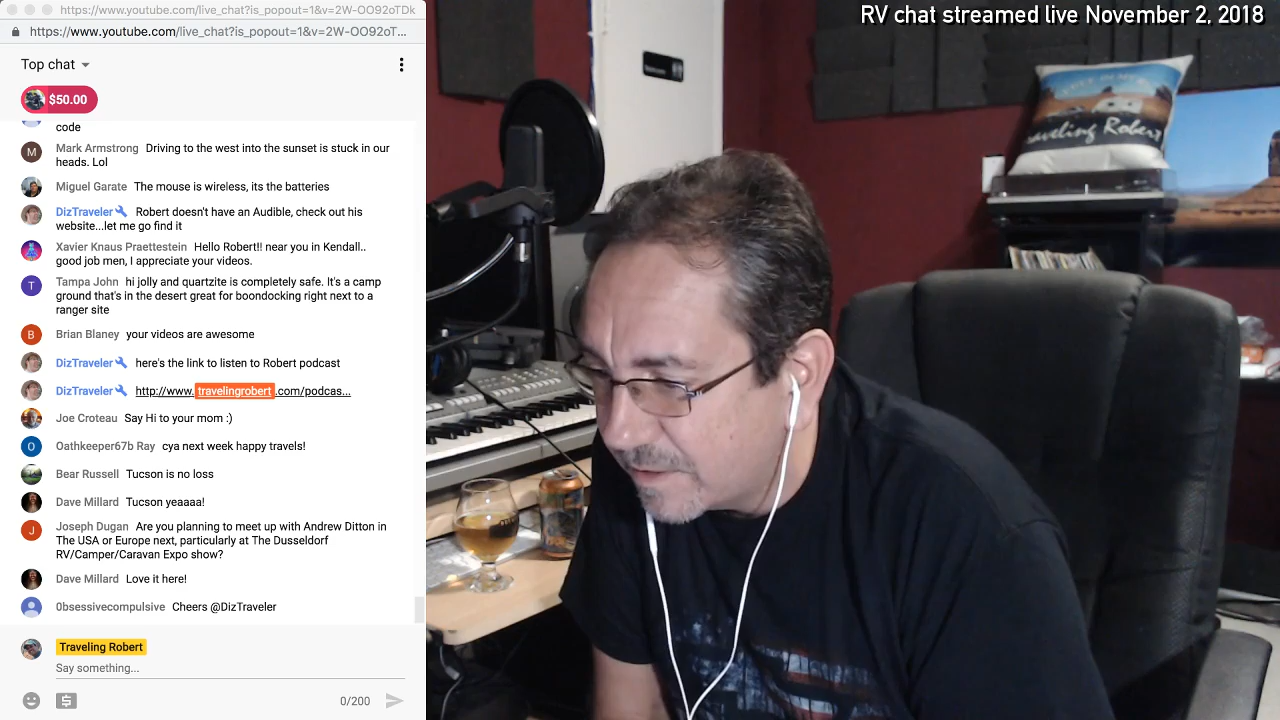 https://www.youtube.com/live_chat?is_popout=1&v=2W-OO92oTDk
RV chat streamed live November 2, 2018
https://www.youtube.com/live_chat?is_popout=1&v=2W-OO92oT...
Top chat
$50.00
code
Mark Armstrong Driving to the west into the sunset is stuck in our
heads. Lol
Miguel Garate The mouse is wireless, its the batteries
DizTraveler Robert doesn't have an Audible, check out his
website...let me go find it
Xavier Knaus Praettestein Hello Robert!! near you in Kendall..
good job men, I appreciate your videos.
T Tampa John hi jolly and quartzite is completely safe. It's a camp
ground that's in the desert great for boondocking right next to a
ranger site
B Brian Blaney your videos are awesome
DizTraveler here's the link to listen to Robert podcast
DizTraveler http://www.travelingrobert.com/podcas...
Joe Croteau Say Hi to your mom :)
O Oathkeeper67b Ray cya next week happy travels!
Bear Russell Tucson is no loss
Dave Millard Tucson yeaaaa!
J Joseph Dugan Are you planning to meet up with Andrew Ditton in
The USA or Europe next, particularly at The Dusseldorf
RV/Camper/Caravan Expo show?
Dave Millard Love it here!
0bsessivecompulsive Cheers @DizTraveler
Traveling Robert
Say something...
0/200
Traveling Robert